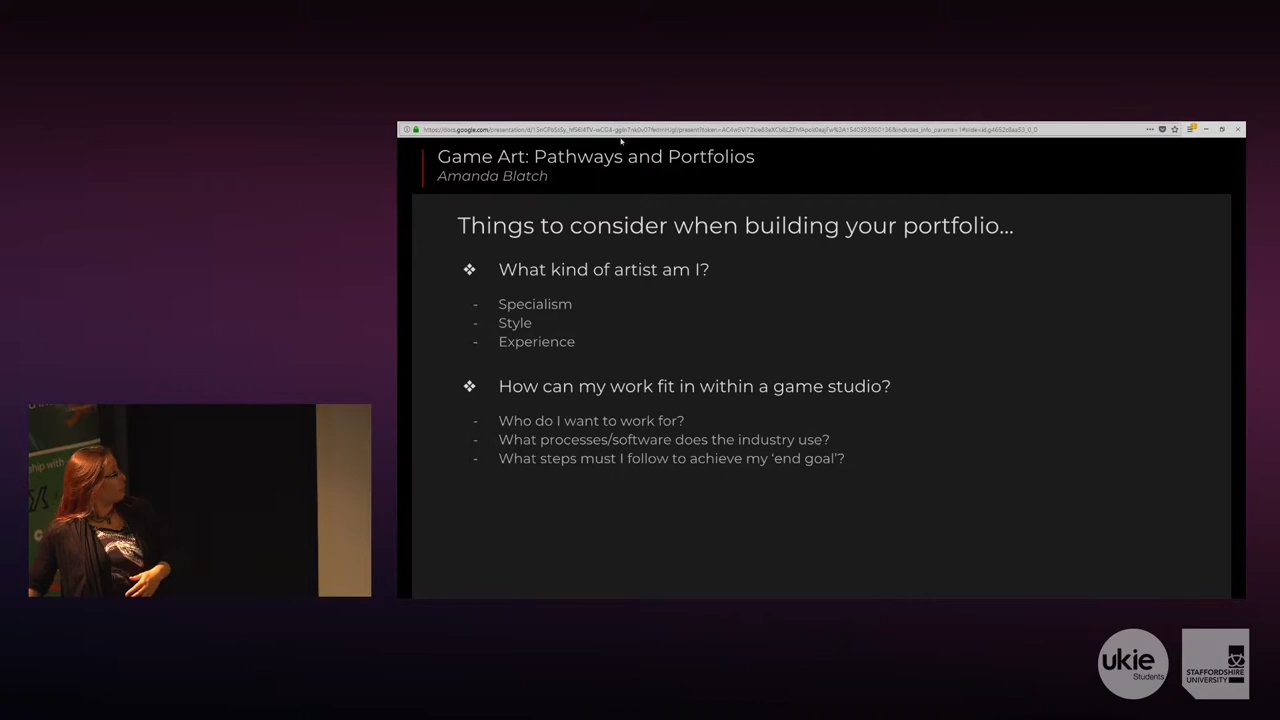 Game Art: Pathways and Portfolios
Amanda Blatch
Things to consider when building your portfolio...
❖ What kind of artist am I?
- Specialism
- Style
- Experience
❖ How can my work fit in within a game studio?
- Who do I want to work for?
- What processes/software does the industry use?
- What steps must I follow to achieve my ‘end goal’?
ship with
ukie
Students
STAFFORDSHIRE
UNIVERSITY